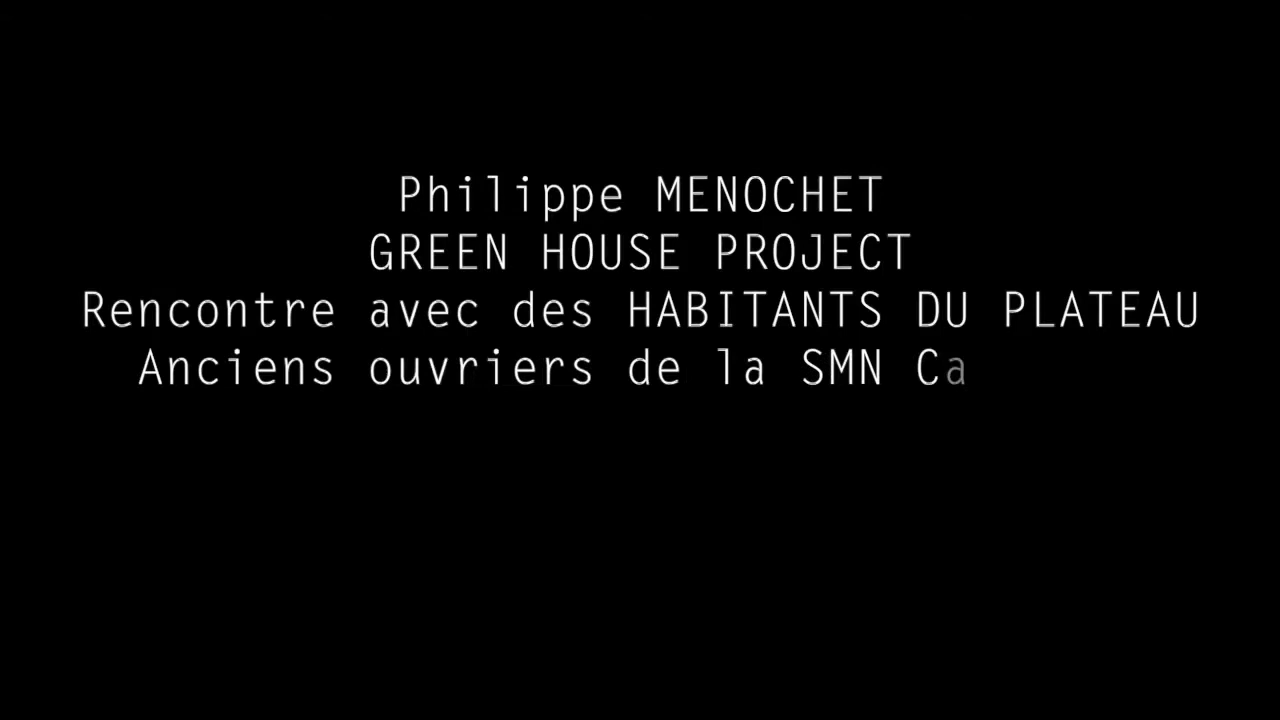 Philippe MENOCHET
GREEN HOUSE PROJECT
Rencontre avec des HABITANTS DU PLATEAU
Anciens ouvriers de la SMN Ca